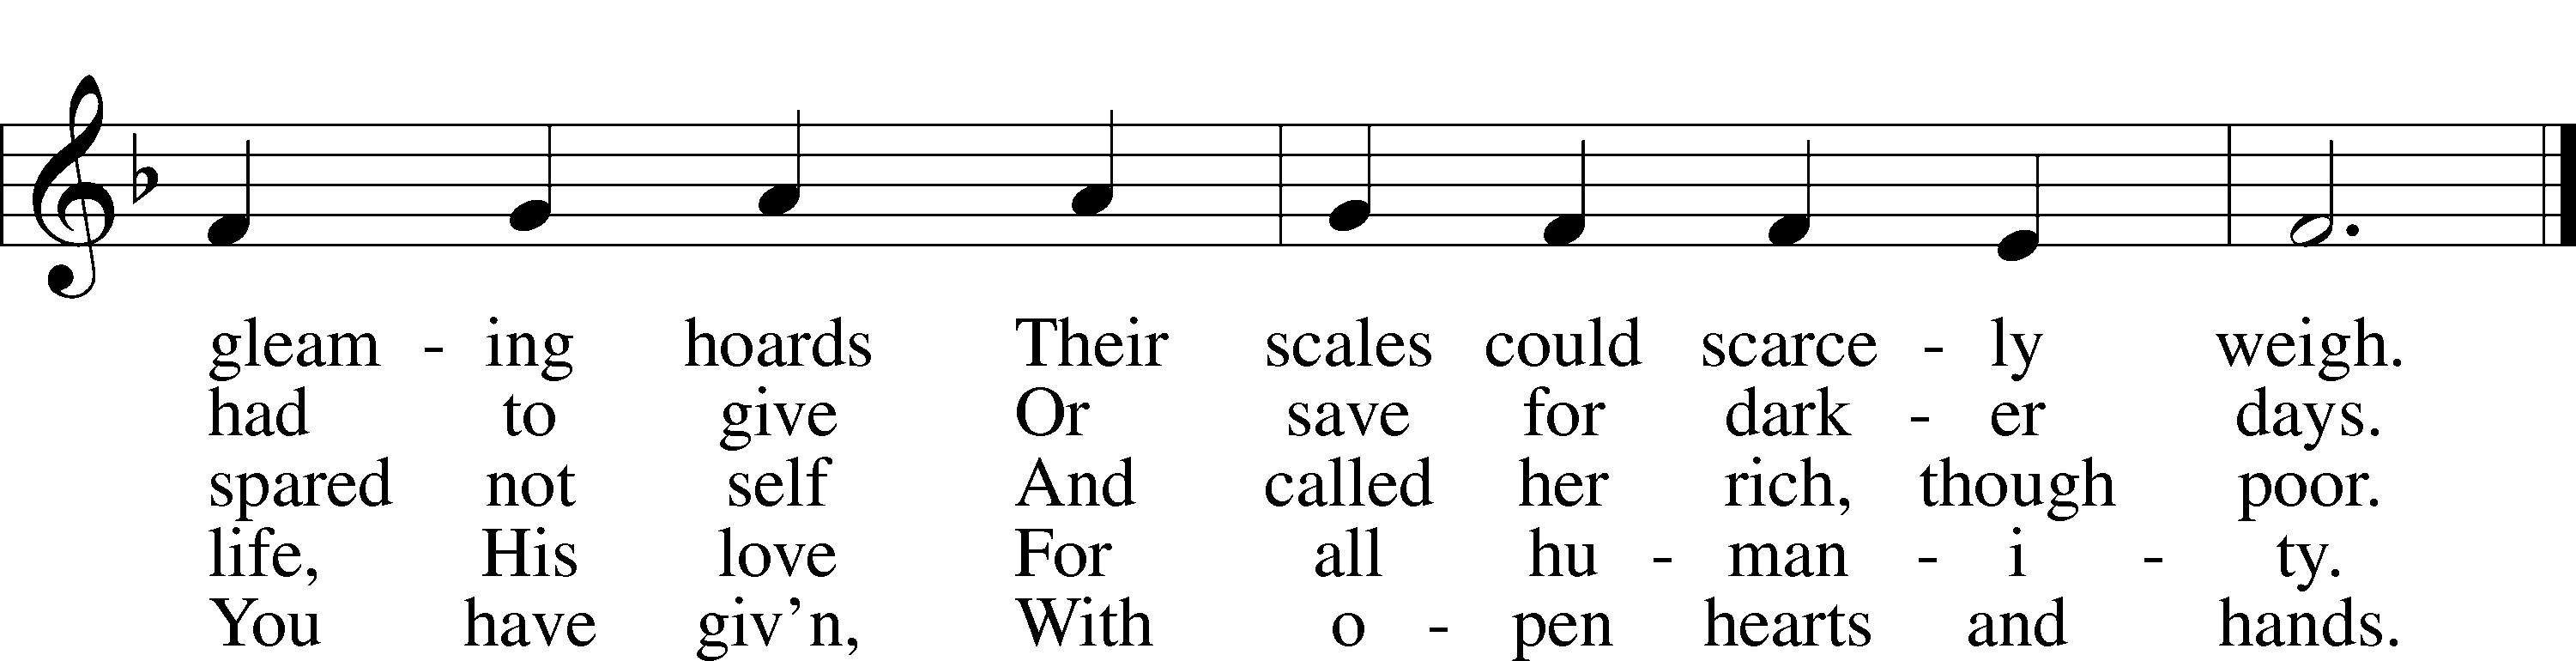 gleam - ing hoards Their scales could scarce - ly weigh.
had to give Or save for dark - er days.
spared not self And called her rich, though poor.
life, His love For all hu - man - i - ty.
You have giv'n, With o - pen hearts and hands.